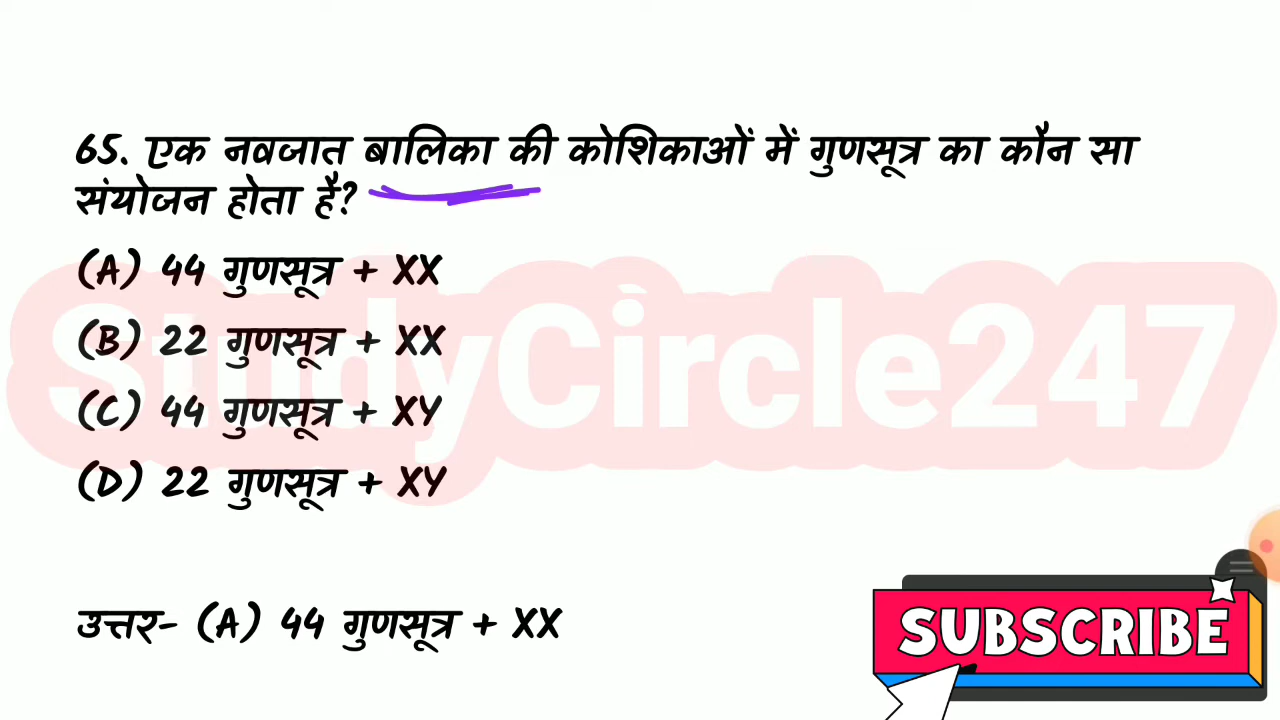 65. एक नवजात बालिका की कोशिकाओं में गुणसूत्र का कौन सा
संयोजन होता है?
(A) 44 गुणसूत्र + XX
(B) 22 गुणसूत्र + XX
(C) 44 गुणसूत्र + XY
(D) 22 गुणसूत्र + XY
StudyCircle247
उत्तर- (A) 44 गुणसूत्र + XX
SUBSCRIBE